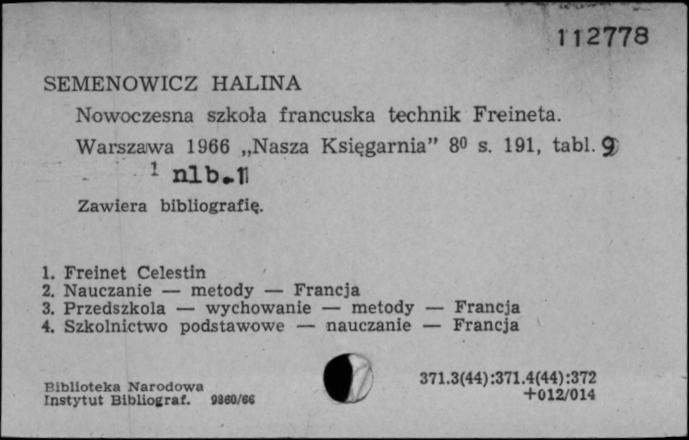 112778
SEMENOWICZ HALINA
Nowoczesna szkoła francuska technik Freineta.
Warszawa 1966 „Nasza Księgarnia” 8⁰ s. 191, tabl. 9
1 nlb.
Zawiera bibliografię.
1. Freinet Celestin
2. Nauczanie — metody — Francja
3. Przedszkola — wychowanie — metody — Francja
4. Szkolnictwo podstawowe — nauczanie — Francja
Biblioteka Narodowa
Instytut Bibliograf. 9860/66
371.3(44):371.4(44):372
+012/014